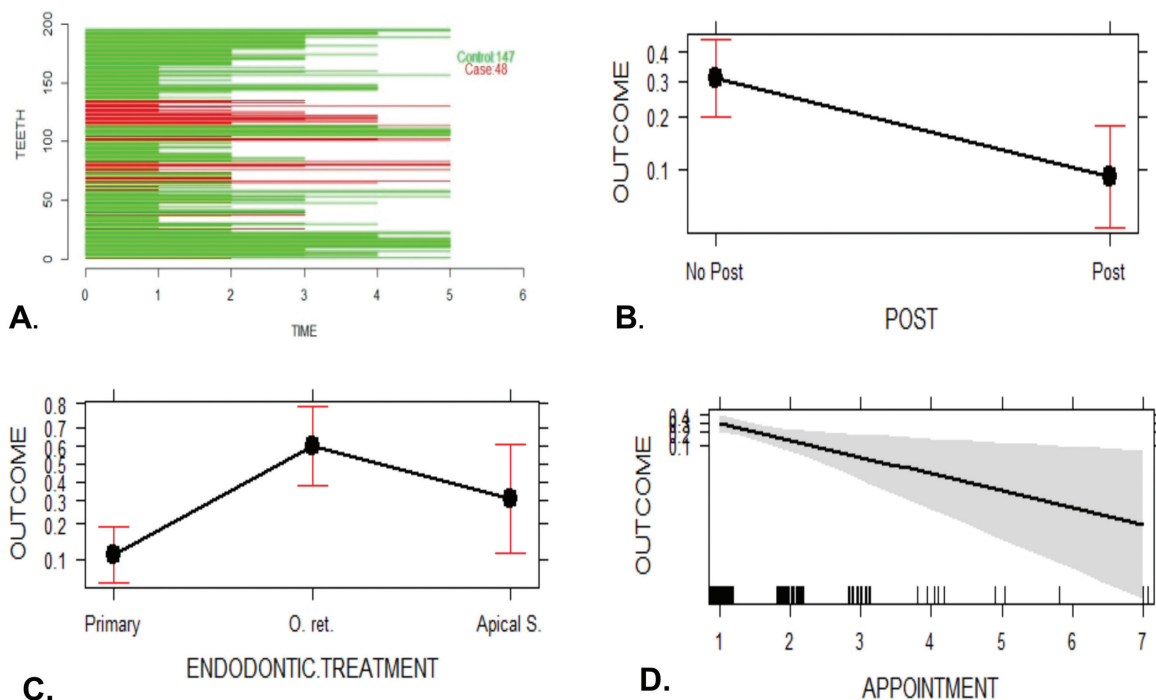 200
150
100
50
0
TEETH
Control:147
Case:48
0 1 2 3 4 5 6
TIME
A.
0.4
0.3
0.2
0.1
OUTCOME
No Post Post
POST
B.
0.8
0.7
0.6
0.5
0.4
0.3
0.2
0.1
OUTCOME
Primary O. ret. Apical S.
ENDODONTIC.TREATMENT
C.
0.4
0.1
OUTCOME
1 2 3 4 5 6 7
APPOINTMENT
D.